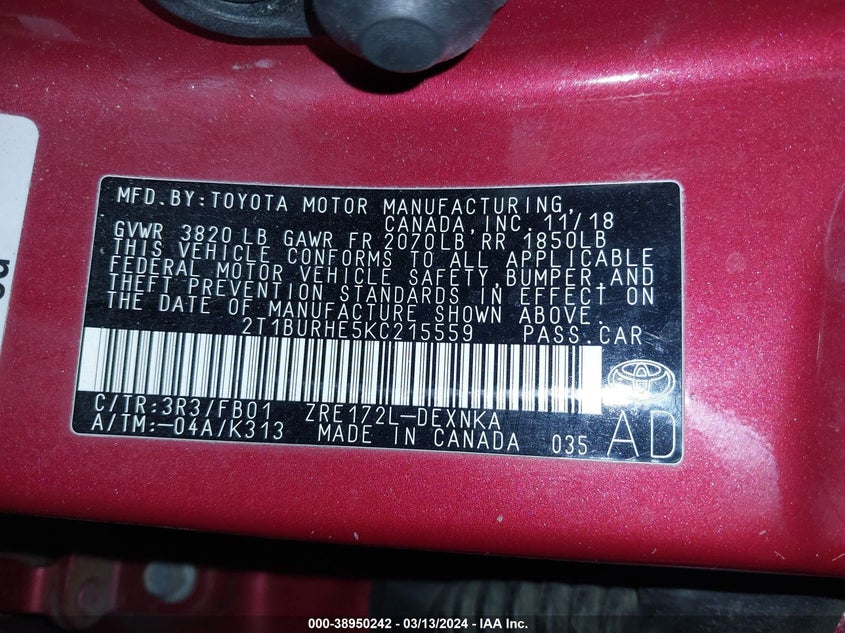 MFD.BY:TOYOTA MOTOR MANUFACTURING,
CANADA,INC. 11/18
GVWR 3820 LB GAWR FR 2070LB RR 1850LB
THIS VEHICLE CONFORMS TO ALL APPLICABLE
FEDERAL MOTOR VEHICLE SAFETY,BUMPER,AND
THEFT PREVENTION STANDARDS IN EFFECT ON
THE DATE OF MANUFACTURE SHOWN ABOVE.
2T1BURHE5KC215559 PASS.CAR
C/TR:3R3/FB01 ZRE172L-DEXNKA
A/TM:-04A/K313 MADE IN CANADA 035 AD
000-38950242 - 03/13/2024 - IAA Inc.